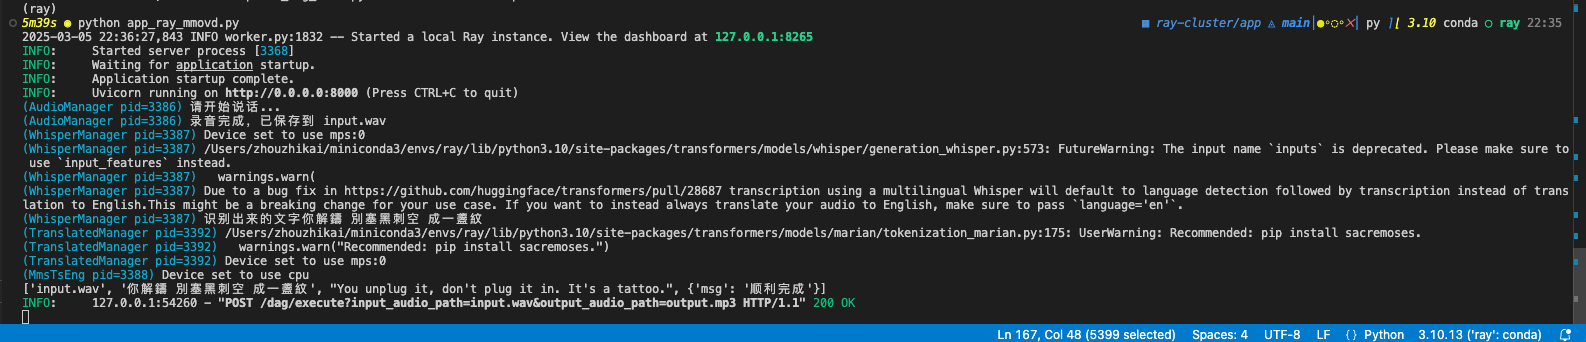 (ray)
5m39s python app_ray_mmovd.py ray-cluster/app main py 3.10 conda ray 22:35
2025-03-05 22:36:27,843 INFO worker.py:1832 -- Started a local Ray instance. View the dashboard at 127.0.0.1:8265
INFO:     Started server process [3368]
INFO:     Waiting for application startup.
INFO:     Application startup complete.
INFO:     Uvicorn running on http://0.0.0.0:8000 (Press CTRL+C to quit)
(AudioManager pid=3386) 请开始说话...
(AudioManager pid=3386) 录音完成，已保存到 input.wav
(WhisperManager pid=3387) Device set to use mps:0
(WhisperManager pid=3387) /Users/zhouzhikai/miniconda3/envs/ray/lib/python3.10/site-packages/transformers/models/whisper/generation_whisper.py:573: FutureWarning: The input name `inputs` is deprecated. Please make sure to
use `input_features` instead.
(WhisperManager pid=3387)   warnings.warn(
(WhisperManager pid=3387) Due to a bug fix in https://github.com/huggingface/transformers/pull/28687 transcription using a multilingual Whisper will default to language detection followed by transcription instead of trans
lation to English.This might be a breaking change for your use case. If you want to instead always translate your audio to English, make sure to pass `language='en'`.
(WhisperManager pid=3387) 识别出来的文字你解鑄 別塞黑刺空 成一盞紋
(TranslatedManager pid=3392) /Users/zhouzhikai/miniconda3/envs/ray/lib/python3.10/site-packages/transformers/models/marian/tokenization_marian.py:175: UserWarning: Recommended: pip install sacremoses.
(TranslatedManager pid=3392)   warnings.warn("Recommended: pip install sacremoses.")
(TranslatedManager pid=3392) Device set to use mps:0
(MmsTsEng pid=3388) Device set to use cpu
['input.wav', '你解鑄 別塞黑刺空 成一盞紋', "You unplug it, don't plug it in. It's a tattoo.", {'msg': '顺利完成'}]
INFO:     127.0.0.1:54260 - "POST /dag/execute?input_audio_path=input.wav&output_audio_path=output.mp3 HTTP/1.1" 200 OK
Ln 167, Col 48 (5399 selected) Spaces: 4 UTF-8 LF {} Python 3.10.13 ('ray': conda)